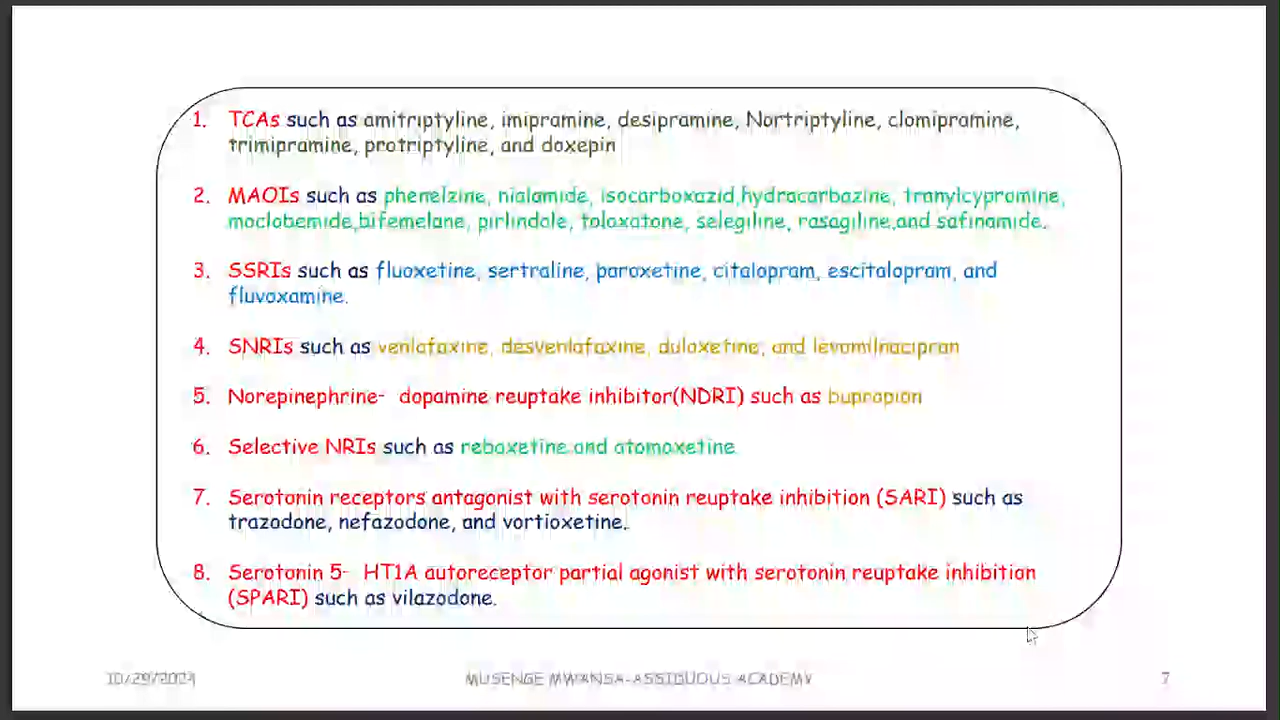 1. TCAs such as amitriptyline, imipramine, desipramine, Nortriptyline, clomipramine,
trimipramine, protriptyline, and doxepin
2. MAOIs such as phenelzine, nialamide, isocarboxazid,hydracarbazine, tranylcypromine,
moclobemide,bifemelane, pirlindole, toloxatone, selegiline, rasagiline,and safinamide.
3. SSRIs such as fluoxetine, sertraline, paroxetine, citalopram, escitalopram, and
fluvoxamine.
4. SNRIs such as venlafaxine, desvenlafaxine, duloxetine, and levomilnacipran
5. Norepinephrine- dopamine reuptake inhibitor(NDRI) such as bupropion
6. Selective NRIs such as reboxetine and atomoxetine
7. Serotonin receptors antagonist with serotonin reuptake inhibition (SARI) such as
trazodone, nefazodone, and vortioxetine.
8. Serotonin 5- HT1A autoreceptor partial agonist with serotonin reuptake inhibition
(SPARI) such as vilazodone.
10/29/2024 MUSENGE MWANSA-ASSIDUOUS ACADEMY 7